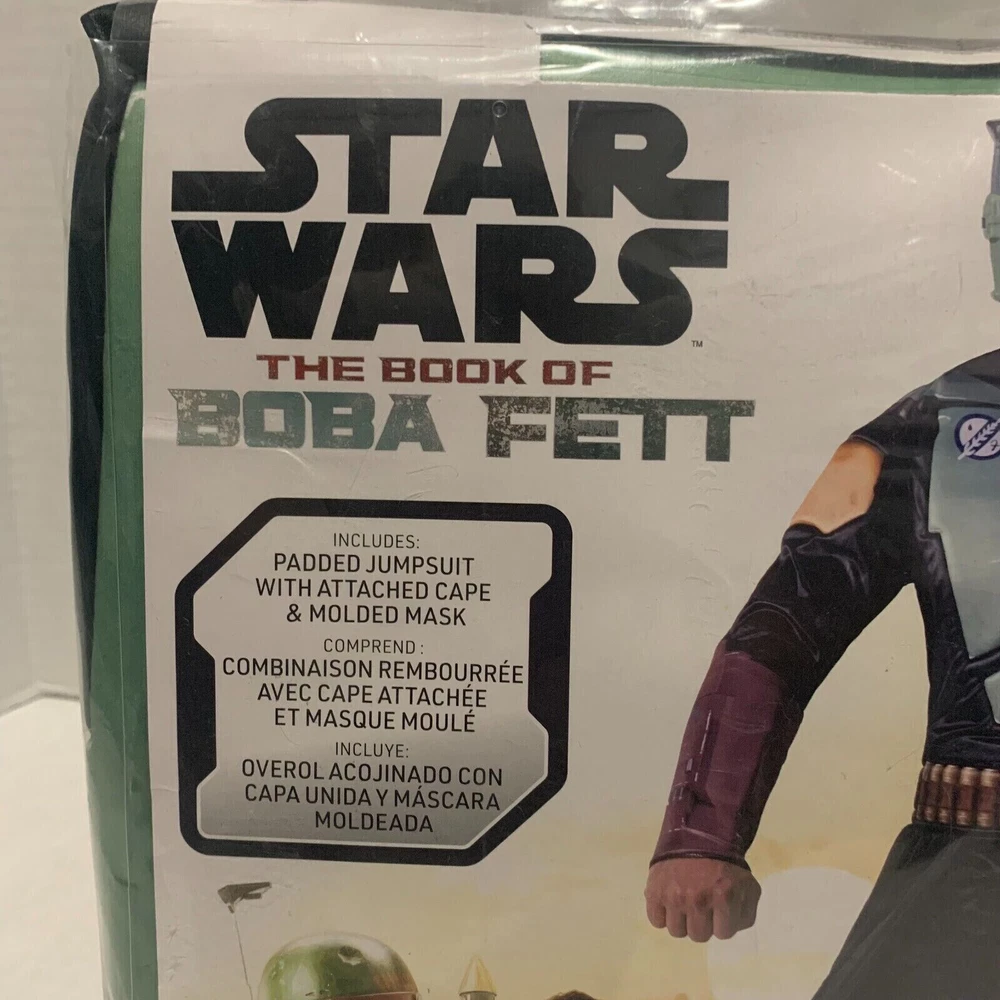 STAR
WARS
TM
THE BOOK OF
BOBA FETT
INCLUDES:
PADDED JUMPSUIT
WITH ATTACHED CAPE
& MOLDED MASK
COMPREND :
COMBINAISON REMBOURRÉE
AVEC CAPE ATTACHÉE
ET MASQUE MOULÉ
INCLUYE:
OVEROL ACOJINADO CON
CAPA UNIDA Y MÁSCARA
MOLDEADA